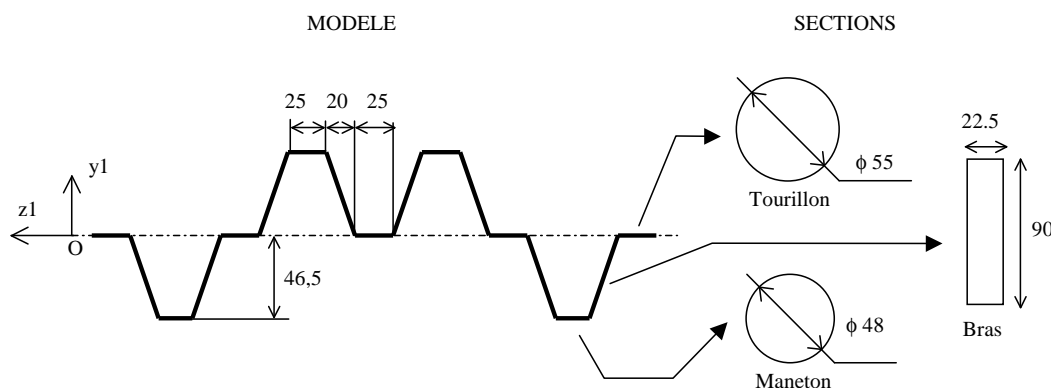 MODELE
SECTIONS
25 20 25
22.5
y1
ϕ 55
z1
Tourillon
O
90
46,5
ϕ 48
Bras
Maneton